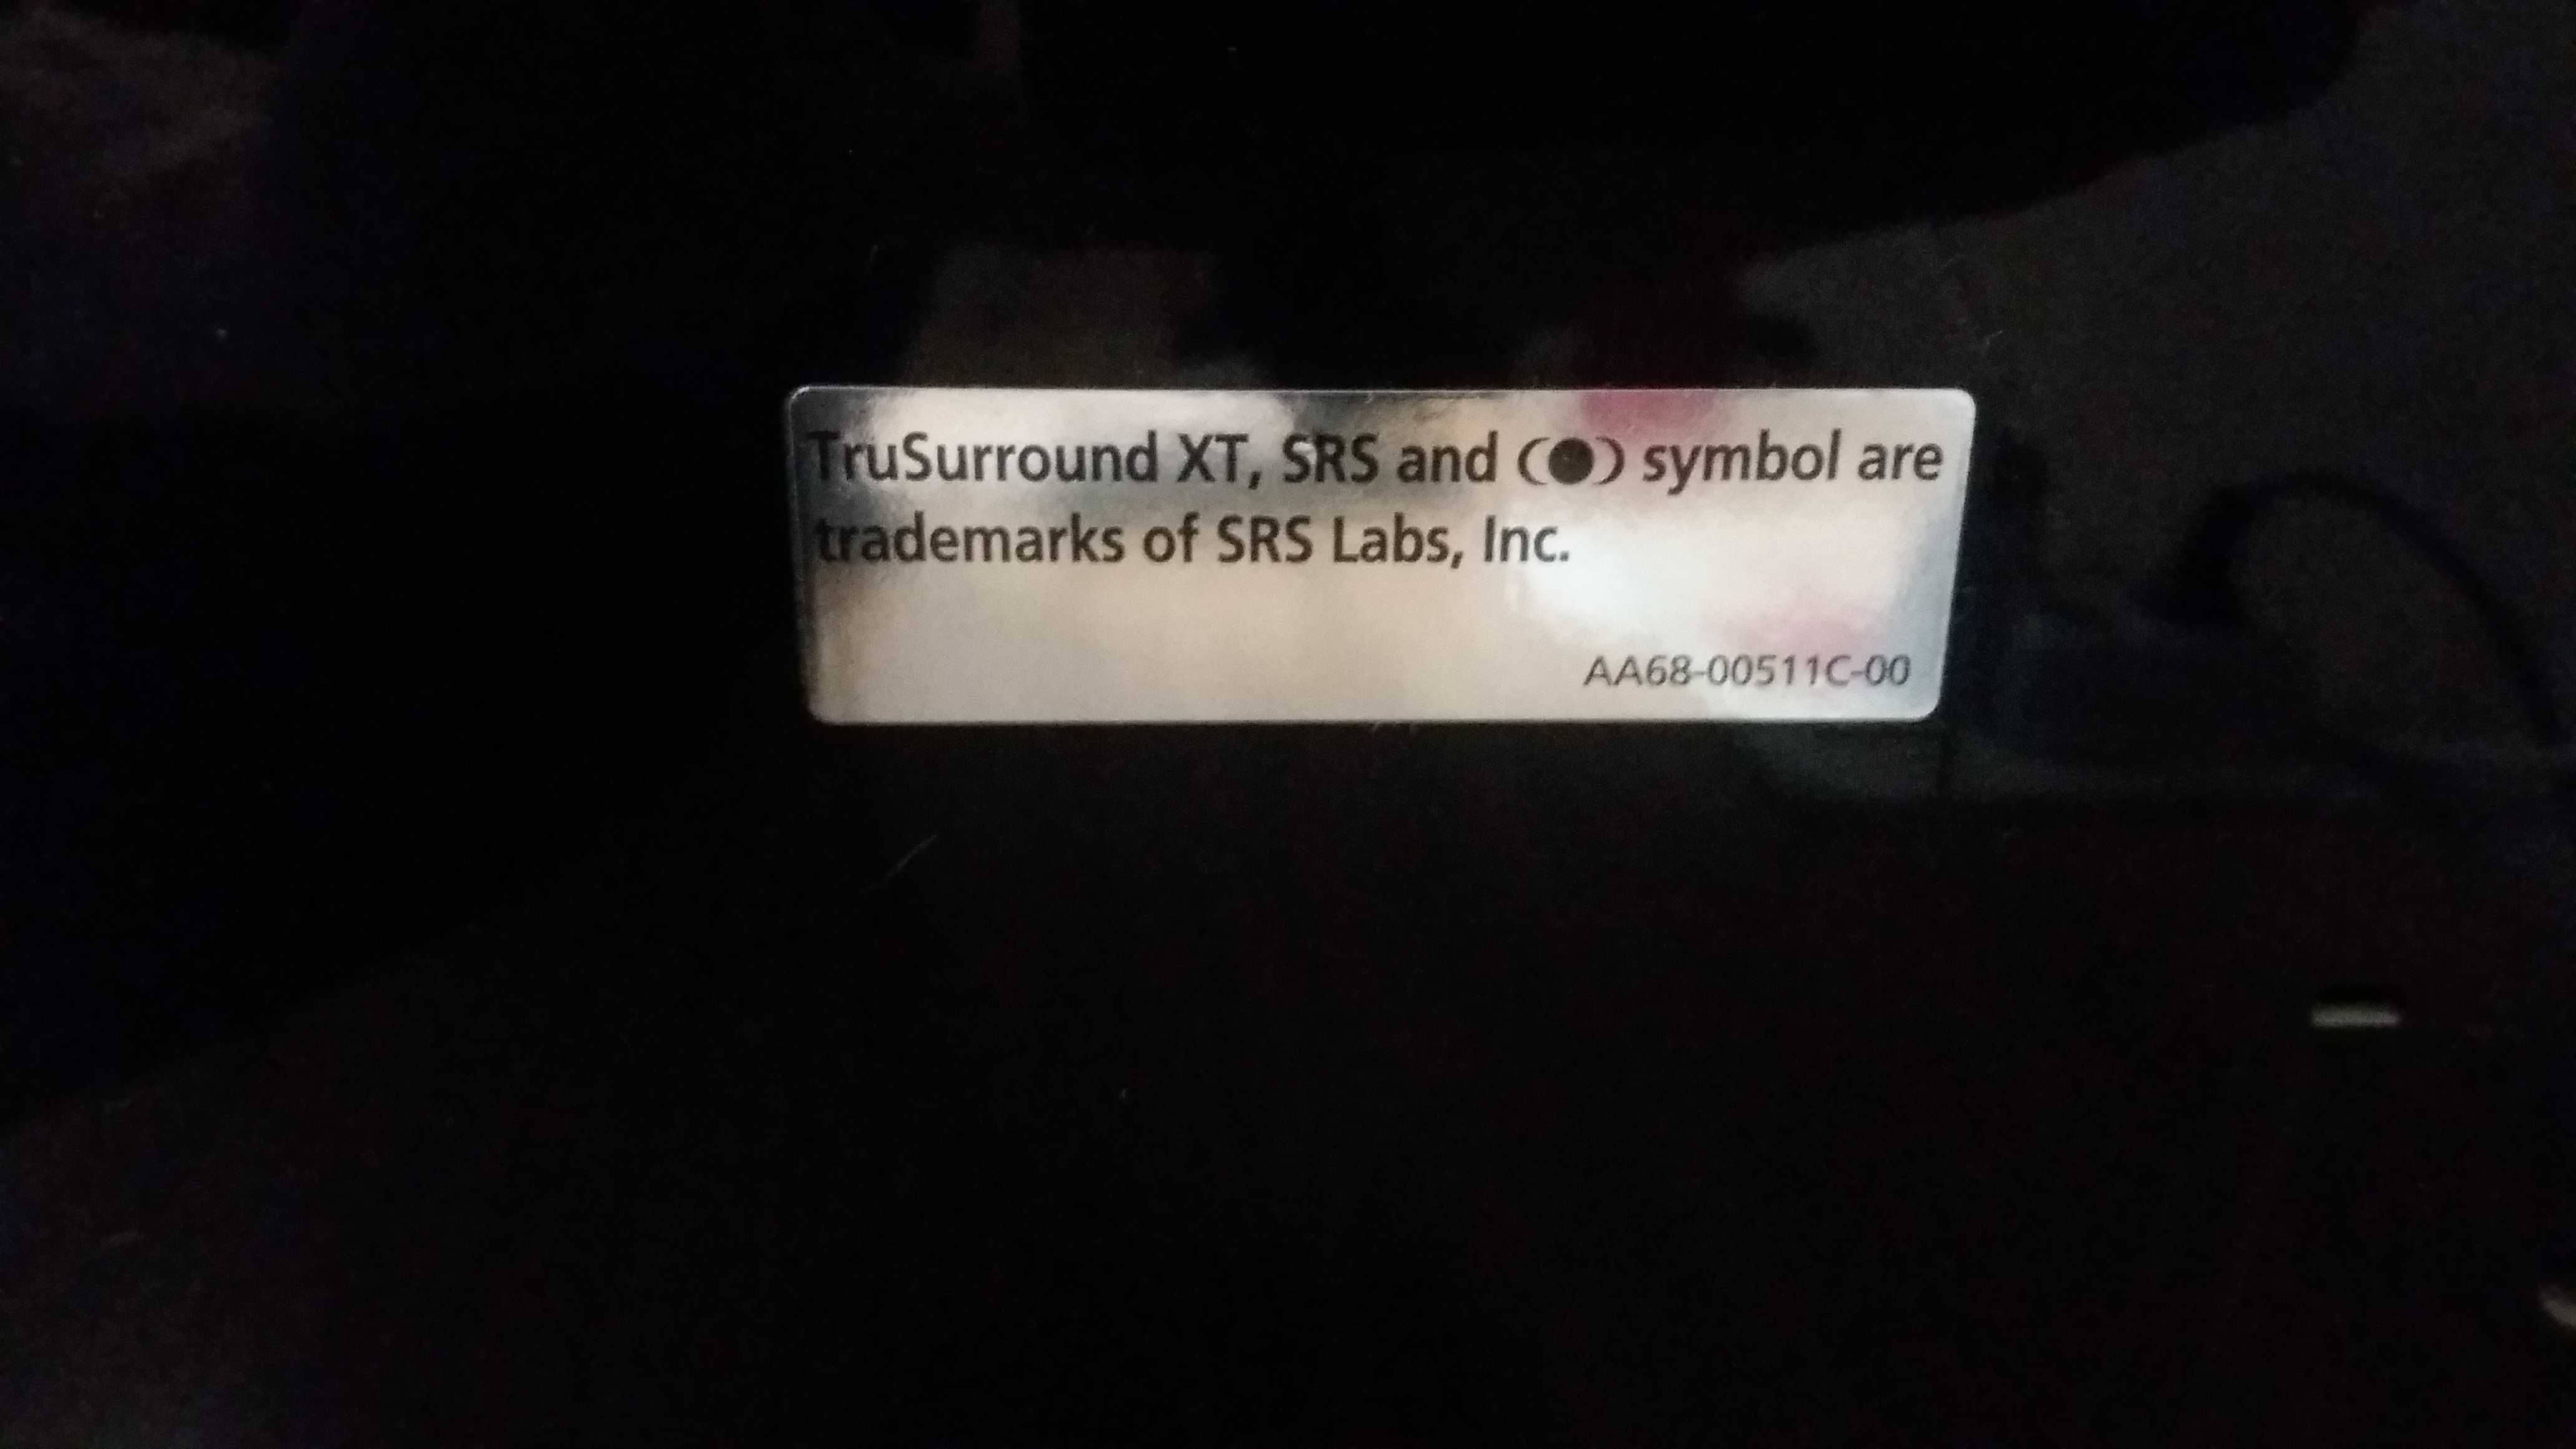 TruSurround XT, SRS and (●) symbol are
trademarks of SRS Labs, Inc.
AA68-00511C-00